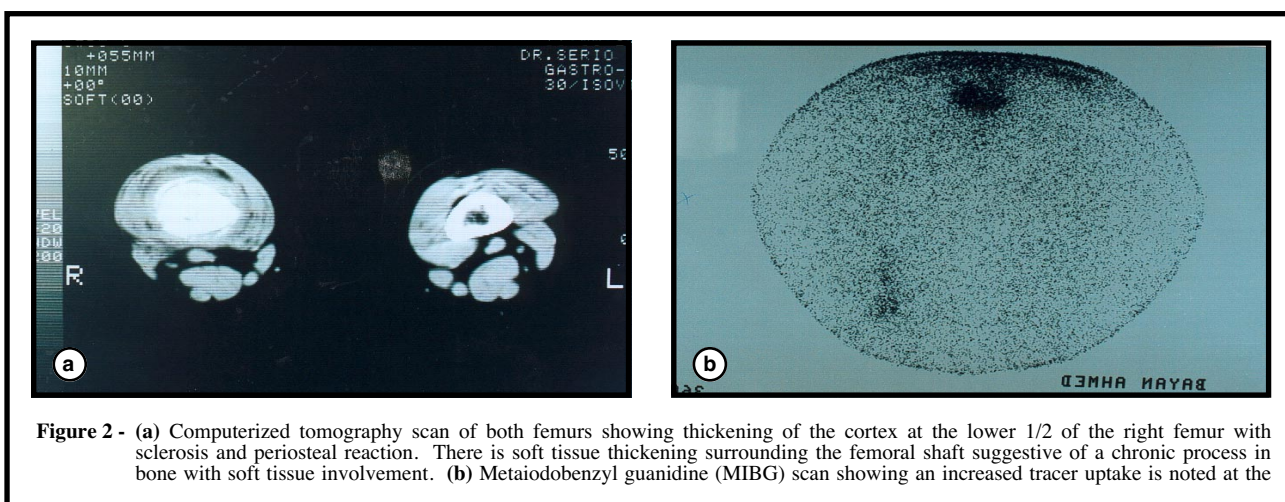 +055MM
10MM
+00°
SOFT(00)
DR.SERIO
GASTRO-
30/ISOV
50
0
R
L
a
b
BAYAN AHMED
Figure 2 - (a) Computerized tomography scan of both femurs showing thickening of the cortex at the lower 1/2 of the right femur with
sclerosis and periosteal reaction. There is soft tissue thickening surrounding the femoral shaft suggestive of a chronic process in
bone with soft tissue involvement. (b) Metaiodobenzyl guanidine (MIBG) scan showing an increased tracer uptake is noted at the